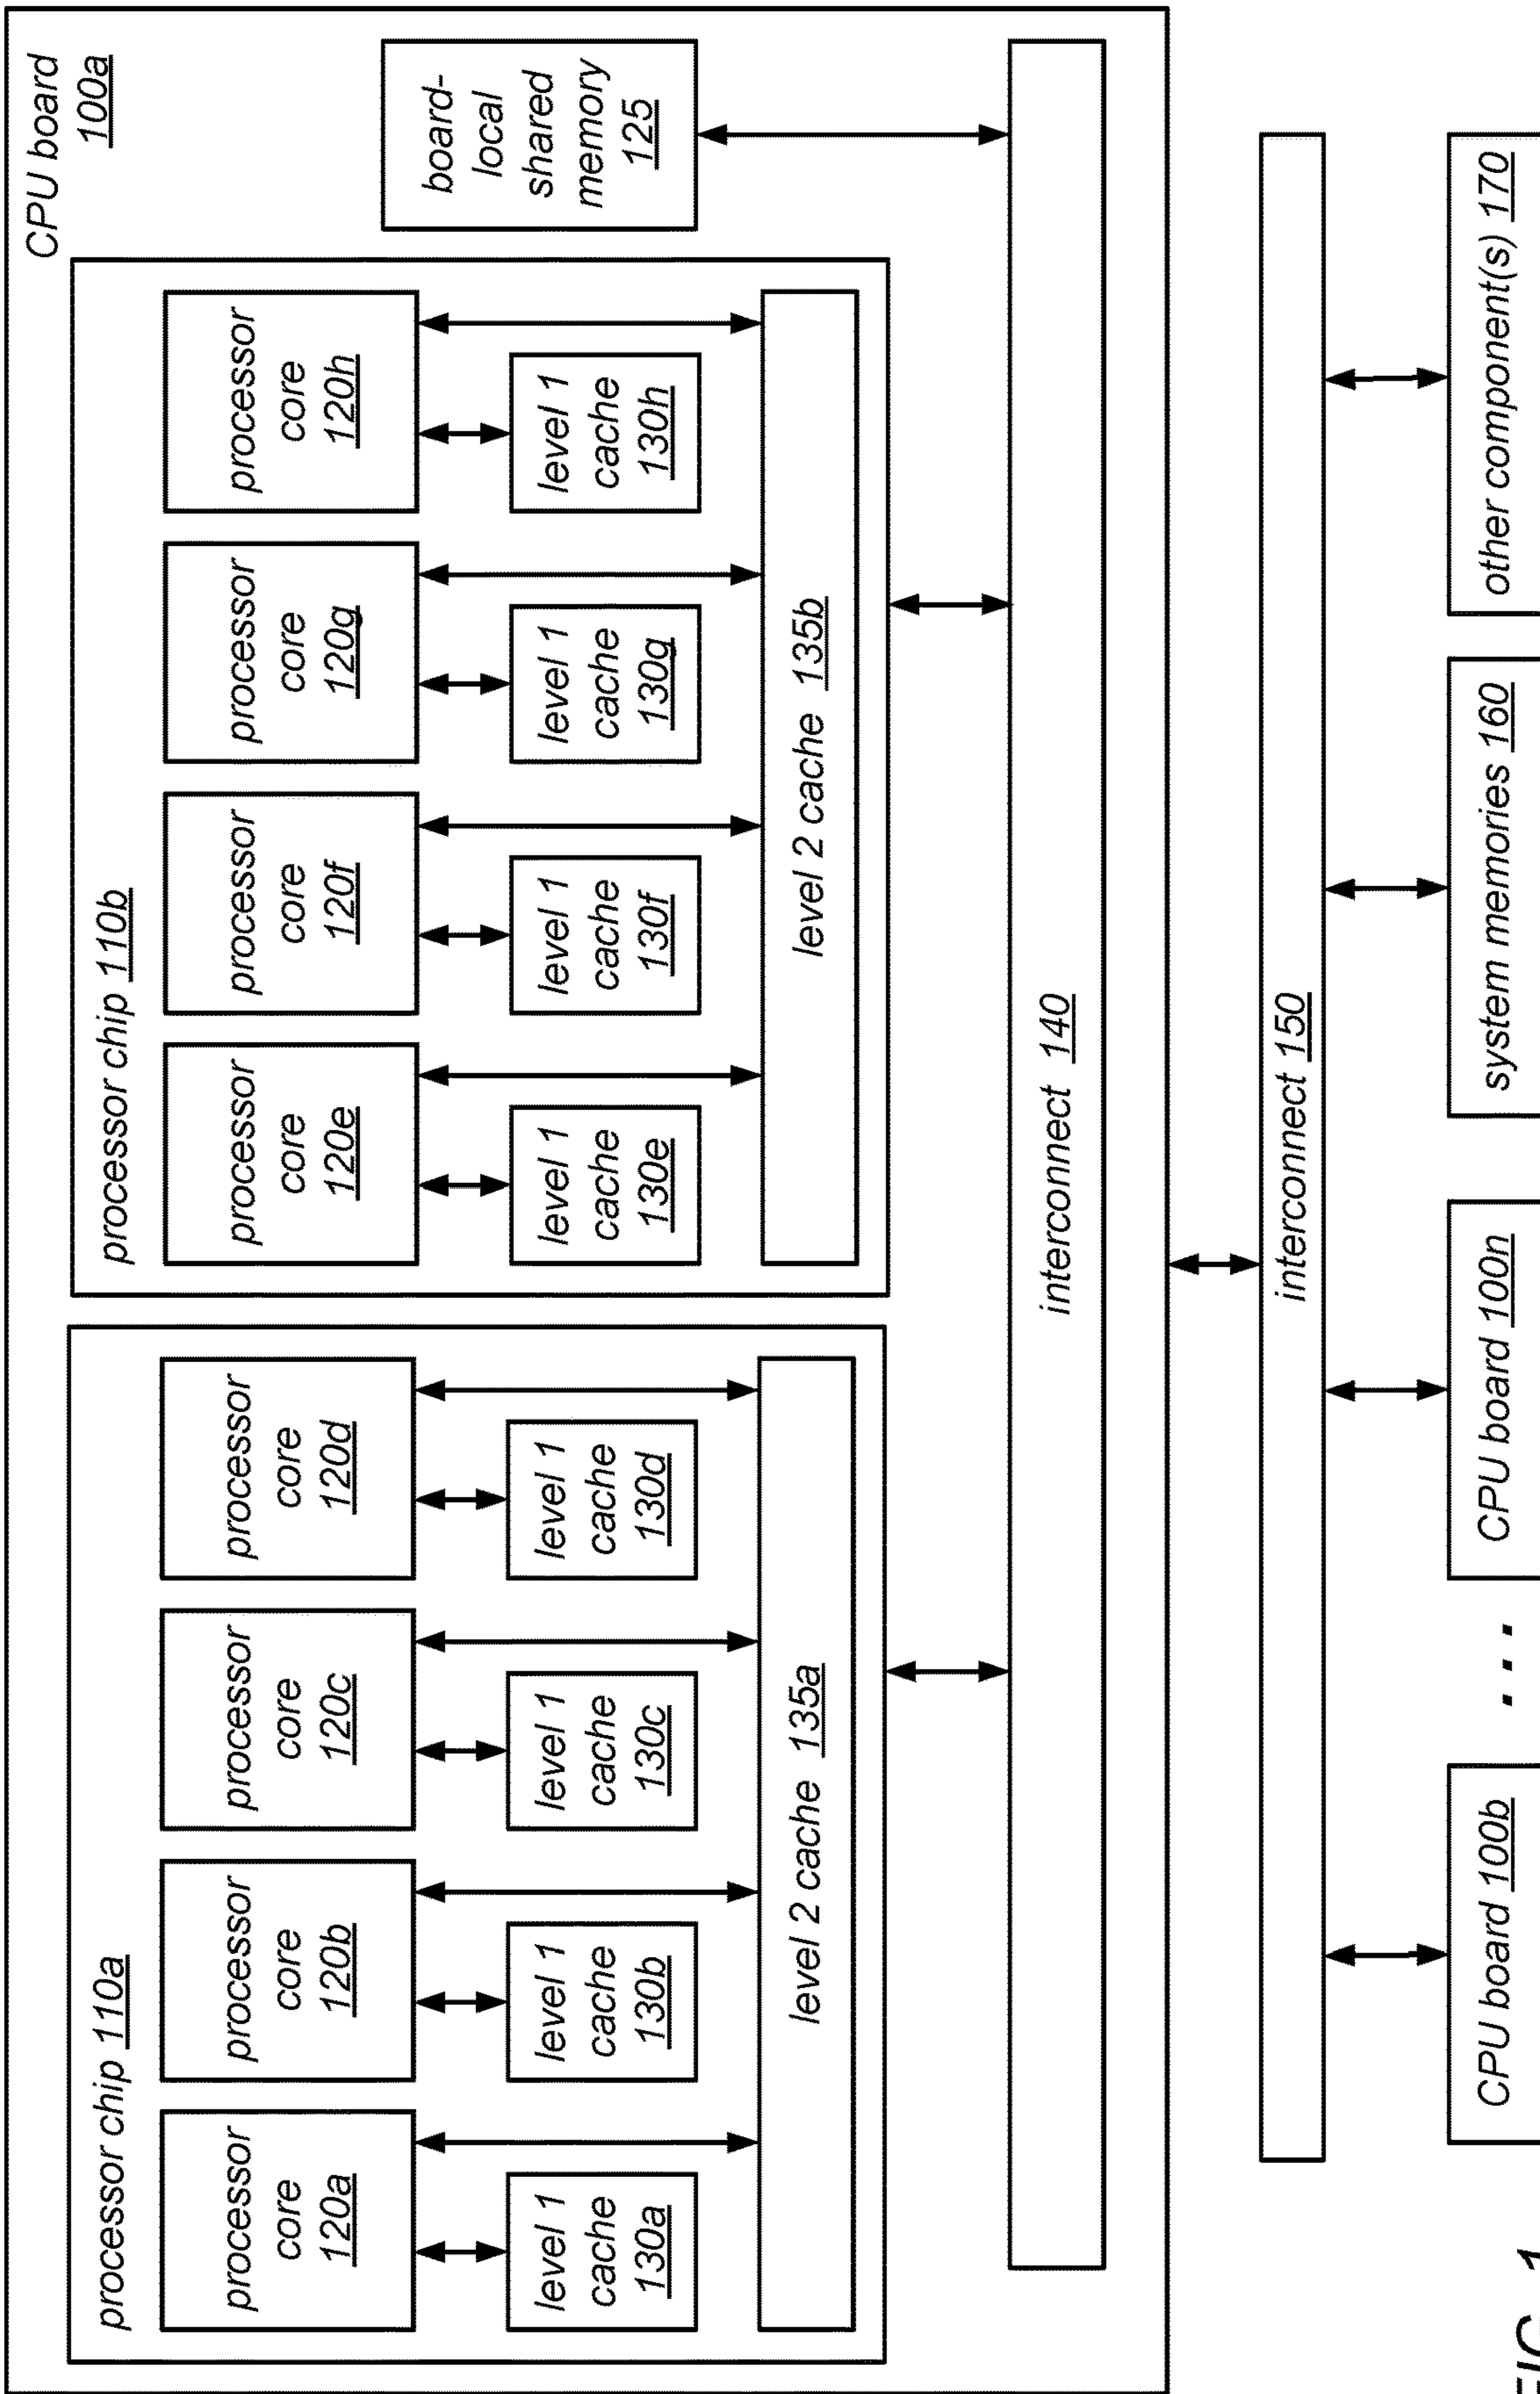 CPU board
100a
processor chip 110a
processor
core
120a
processor
core
120b
processor
core
120c
processor
core
120d
level 1
cache
130a
level 1
cache
130b
level 1
cache
130c
level 1
cache
130d
level 2 cache 135a
processor chip 110b
processor
core
120e
processor
core
120f
processor
core
120g
processor
core
120h
level 1
cache
130e
level 1
cache
130f
level 1
cache
130g
level 1
cache
130h
level 2 cache 135b
board-
local
shared
memory
125
interconnect 140
interconnect 150
CPU board 100b
. . .
CPU board 100n
system memories 160
other component(s) 170
FIG. 1